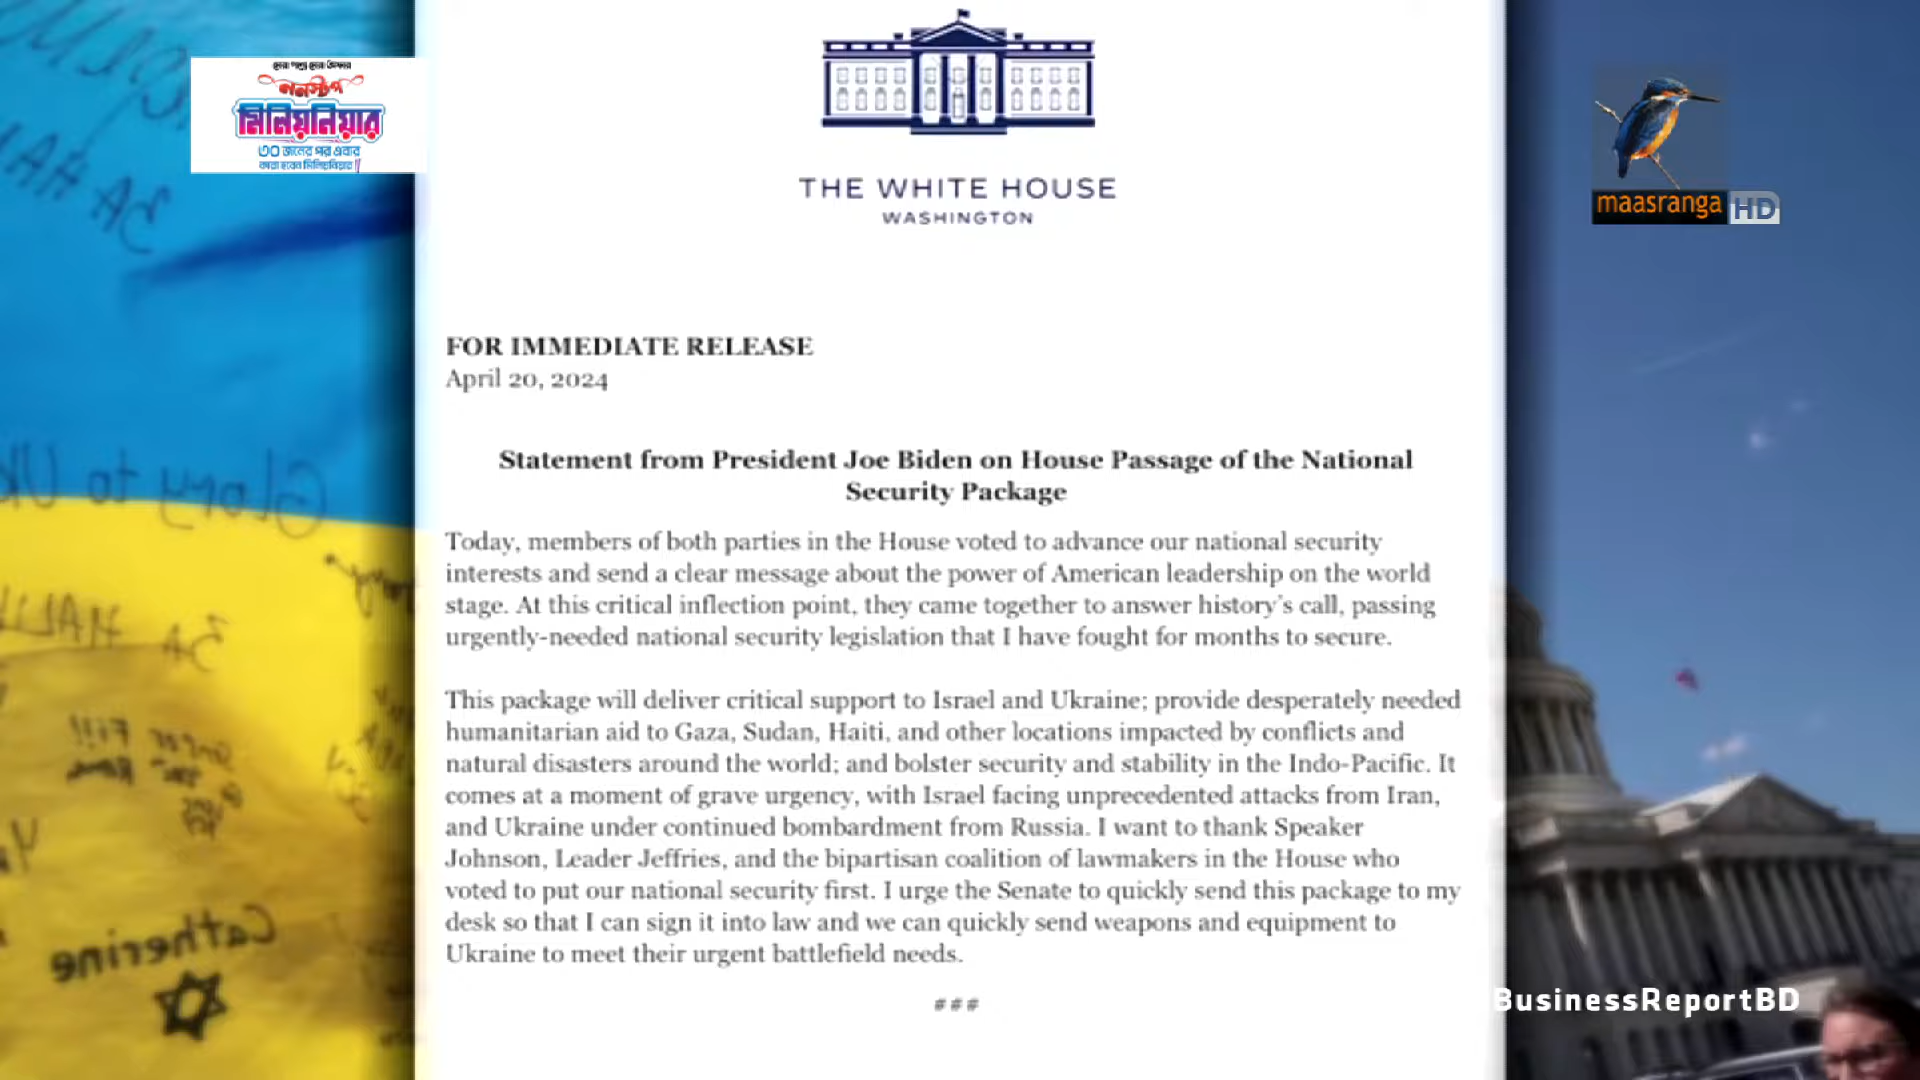 হোল্ড পণ্যে হোল্ড অফার
ননস্টপ
মিলিয়নিয়ার
৩০ জনের পর এবার
কারা হবেন মিলিয়নিয়ার !!
maasranga HD
THE WHITE HOUSE
WASHINGTON
FOR IMMEDIATE RELEASE
April 20, 2024
Statement from President Joe Biden on House Passage of the National
Security Package
Today, members of both parties in the House voted to advance our national security
interests and send a clear message about the power of American leadership on the world
stage. At this critical inflection point, they came together to answer history's call, passing
urgently-needed national security legislation that I have fought for months to secure.
This package will deliver critical support to Israel and Ukraine; provide desperately needed
humanitarian aid to Gaza, Sudan, Haiti, and other locations impacted by conflicts and
natural disasters around the world; and bolster security and stability in the Indo-Pacific. It
comes at a moment of grave urgency, with Israel facing unprecedented attacks from Iran,
and Ukraine under continued bombardment from Russia. I want to thank Speaker
Johnson, Leader Jeffries, and the bipartisan coalition of lawmakers in the House who
voted to put our national security first. I urge the Senate to quickly send this package to my
desk so that I can sign it into law and we can quickly send weapons and equipment to
Ukraine to meet their urgent battlefield needs.
###
Glory to
Catherine
BusinessReportBD